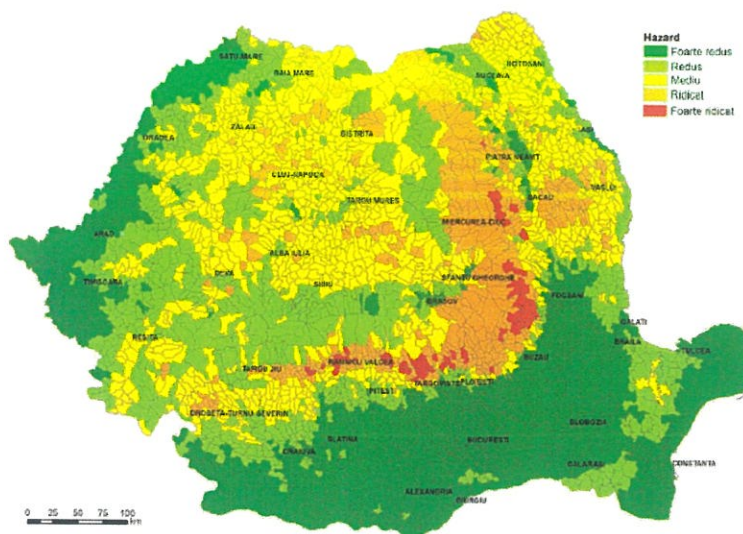 Hazard
Foarte redus
Redus
Mediu
Ridicat
Foarte ridicat
SATU MARE
BAIA MARE
SUCEAVA
BOTOSANI
ORADEA
ZALAU
BISTRITA
IASI
PIATRA NEAMT
CLUJ-NAPOCA
TARGU MURES
BACAU
VASLUI
MIERCUREA-CIUC
ARAD
ALBA IULIA
DEVA
SIBIU
SFANTU GHEORGHE
TIMISOARA
BRASOV
FOCSANI
GALATI
RESITA
BRAILA
TULCEA
TARGU JIU
RAMNICU VALCEA
BUZAU
PITESTI
TARGOVISTE
PLOIESTI
DROBETA-TURNU SEVERIN
SLOBOZIA
SLATINA
BUCURESTI
CRAIOVA
CALARASI
CONSTANTA
ALEXANDRIA
GIURGIU
0 25 50 75 100
km